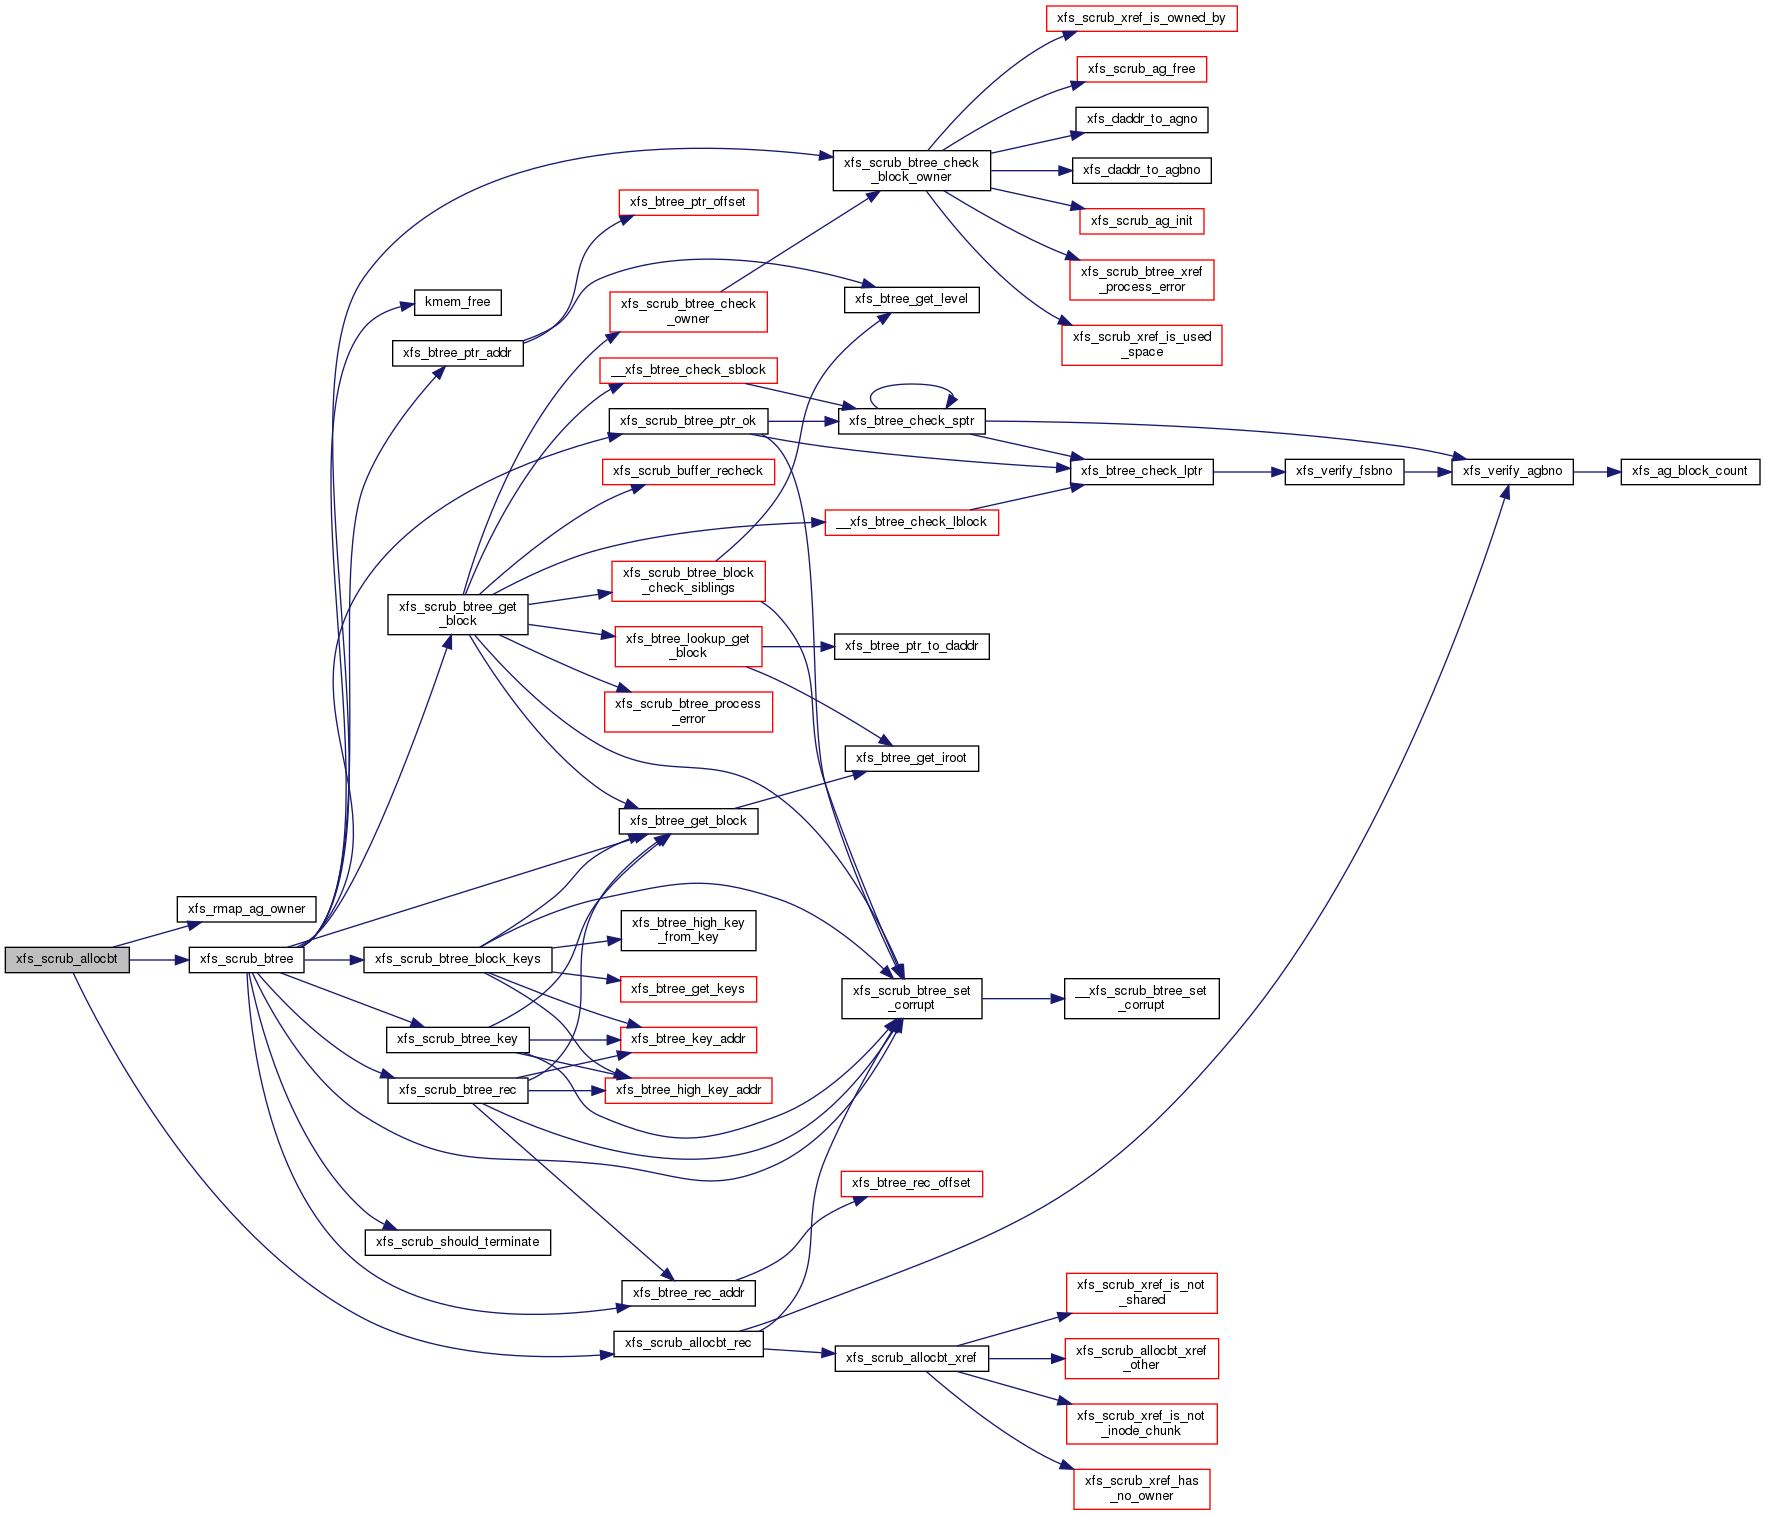 xfs_scrub_xref_is_owned_by
xfs_scrub_ag_free
xfs_daddr_to_agno
xfs_scrub_btree_check
_block_owner
xfs_daddr_to_agbno
xfs_btree_ptr_offset
xfs_scrub_ag_init
xfs_scrub_btree_xref
_process_error
kmem_free
xfs_scrub_btree_check
_owner
xfs_btree_get_level
xfs_scrub_xref_is_used
_space
xfs_btree_ptr_addr
__xfs_btree_check_sblock
xfs_scrub_btree_ptr_ok
xfs_btree_check_sptr
xfs_scrub_buffer_recheck
xfs_btree_check_lptr
xfs_verify_fsbno
xfs_verify_agbno
xfs_ag_block_count
__xfs_btree_check_lblock
xfs_scrub_btree_block
_check_siblings
xfs_scrub_btree_get
_block
xfs_btree_lookup_get
_block
xfs_btree_ptr_to_daddr
xfs_scrub_btree_process
_error
xfs_btree_get_iroot
xfs_btree_get_block
xfs_rmap_ag_owner
xfs_btree_high_key
_from_key
xfs_scrub_allocbt
xfs_scrub_btree
xfs_scrub_btree_block_keys
xfs_btree_get_keys
xfs_scrub_btree_set
_corrupt
__xfs_scrub_btree_set
_corrupt
xfs_scrub_btree_key
xfs_btree_key_addr
xfs_scrub_btree_rec
xfs_btree_high_key_addr
xfs_btree_rec_offset
xfs_scrub_should_terminate
xfs_btree_rec_addr
xfs_scrub_xref_is_not
_shared
xfs_scrub_allocbt_rec
xfs_scrub_allocbt_xref
xfs_scrub_allocbt_xref
_other
xfs_scrub_xref_is_not
_inode_chunk
xfs_scrub_xref_has
_no_owner